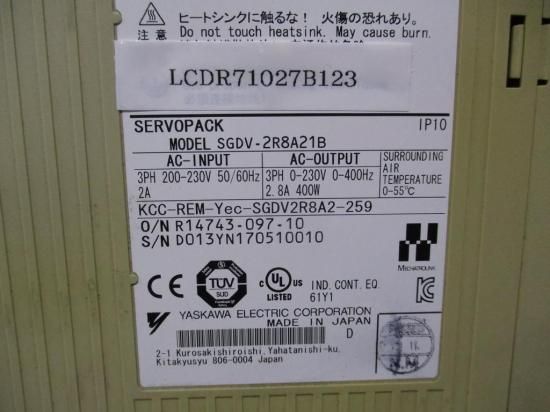 ヒートシンクに触るな! 火傷の恐れあり。
注意
Do not touch heatsink. May cause burn.
LCDR71027B123
SERVOPACK IP10
MODEL SGDV-2R8A21B
AC-INPUT AC-OUTPUT SURROUNDING AIR TEMPERATURE 0-55℃
3PH 200-230V 50/60Hz 3PH 0-230V 0-400Hz
2A 2.8A 400W
KCC-REM-Yec-SGDV2R8A2-259
O/N R14743-097-10
S/N D013YN170510010
MECHATROLINK
CE TÜV SÜD c UL US LISTED IND. CONT. EQ. 61Y1
YASKAWA ELECTRIC CORPORATION
MADE IN JAPAN D
2-1 Kurosakishiroishi, Yahatanishi-ku,
Kitakyusyu 806-0004 Japan